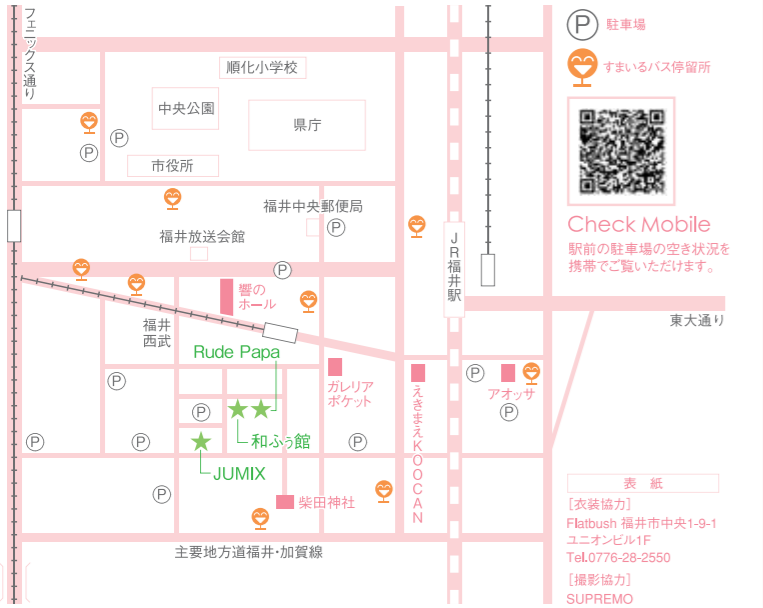 フェニックス通り
順化小学校
中央公園
県庁
市役所
P
P
福井中央郵便局
P
福井放送会館
P
JR福井駅
響の
ホール
福井
西武
Rude Papa
ガレリア
ポケット
えきまえKOOCAN
P
アオッサ
P
P
P
和ふぅ館
P
P
P
JUMIX
P
柴田神社
主要地方道福井・加賀線
東大通り
P 駐車場
すまいるバス停留所
Check Mobile
駅前の駐車場の空き状況を
携帯でご覧いただけます。
表 紙
［衣装協力］
Flatbush 福井市中央1-9-1
ユニオンビル1F
Tel.0776-28-2550
［撮影協力］
SUPREMO